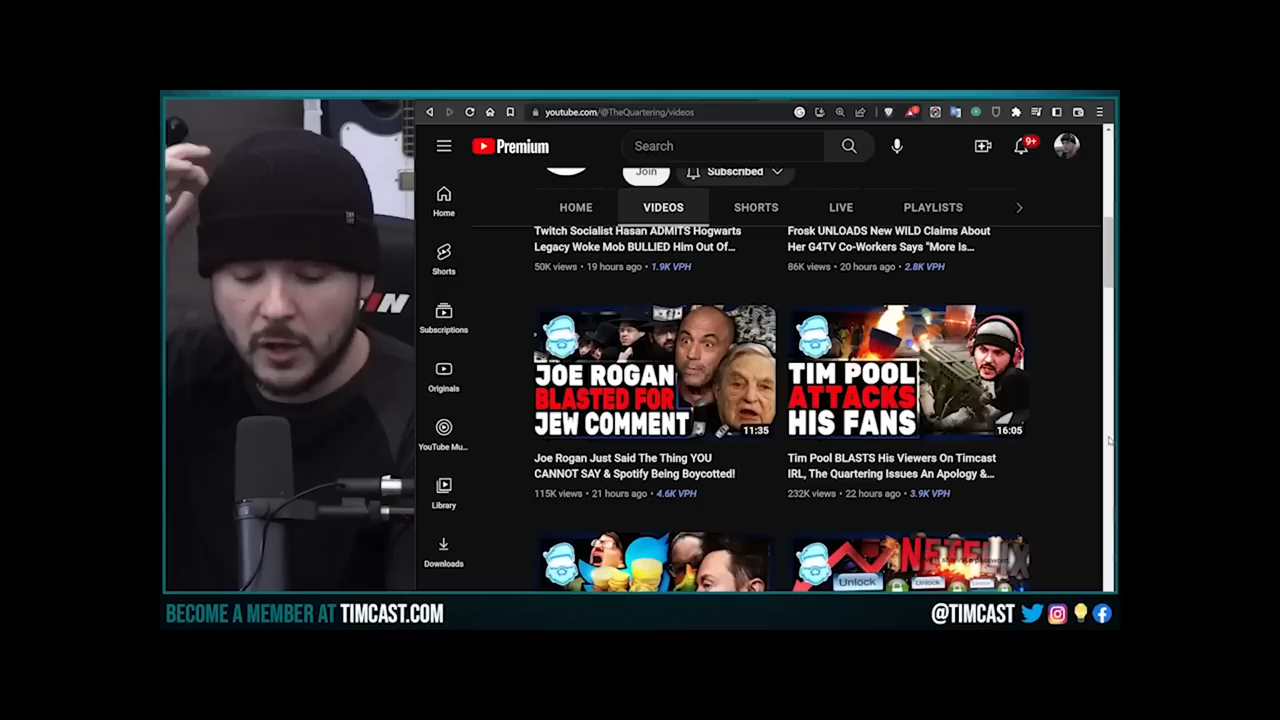 youtube.com/@TheQuartering/videos
Premium
Search
9+
Join
Subscribed
HOME
VIDEOS
SHORTS
LIVE
PLAYLISTS
Home
Shorts
Subscriptions
Originals
YouTube Mu...
Library
Downloads
Twitch Socialist Hasan ADMITS Hogwarts
Legacy Woke Mob BULLIED Him Out Of...
50K views • 19 hours ago • 1.9K VPH
Frosk UNLOADS New WILD Claims About
Her G4TV Co-Workers Says "More Is...
86K views • 20 hours ago • 2.8K VPH
JOE ROGAN
BLASTED FOR
JEW COMMENT
11:35
Joe Rogan Just Said The Thing YOU
CANNOT SAY & Spotify Being Boycotted!
115K views • 21 hours ago • 4.6K VPH
TIM POOL
ATTACKS
HIS FANS
16:05
Tim Pool BLASTS His Viewers On Timcast
IRL, The Quartering Issues An Apology &...
232K views • 22 hours ago • 3.9K VPH
NETFLIX
Unlock
Unlock
BECOME A MEMBER AT TIMCAST.COM
@TIMCAST